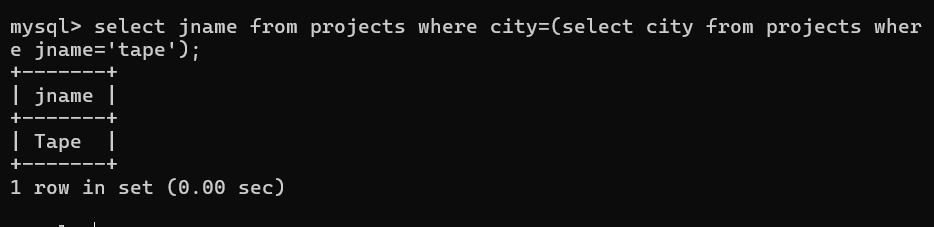 mysql> select jname from projects where city=(select city from projects wher
e jname='tape');
+-------+
| jname |
+-------+
| Tape  |
+-------+
1 row in set (0.00 sec)